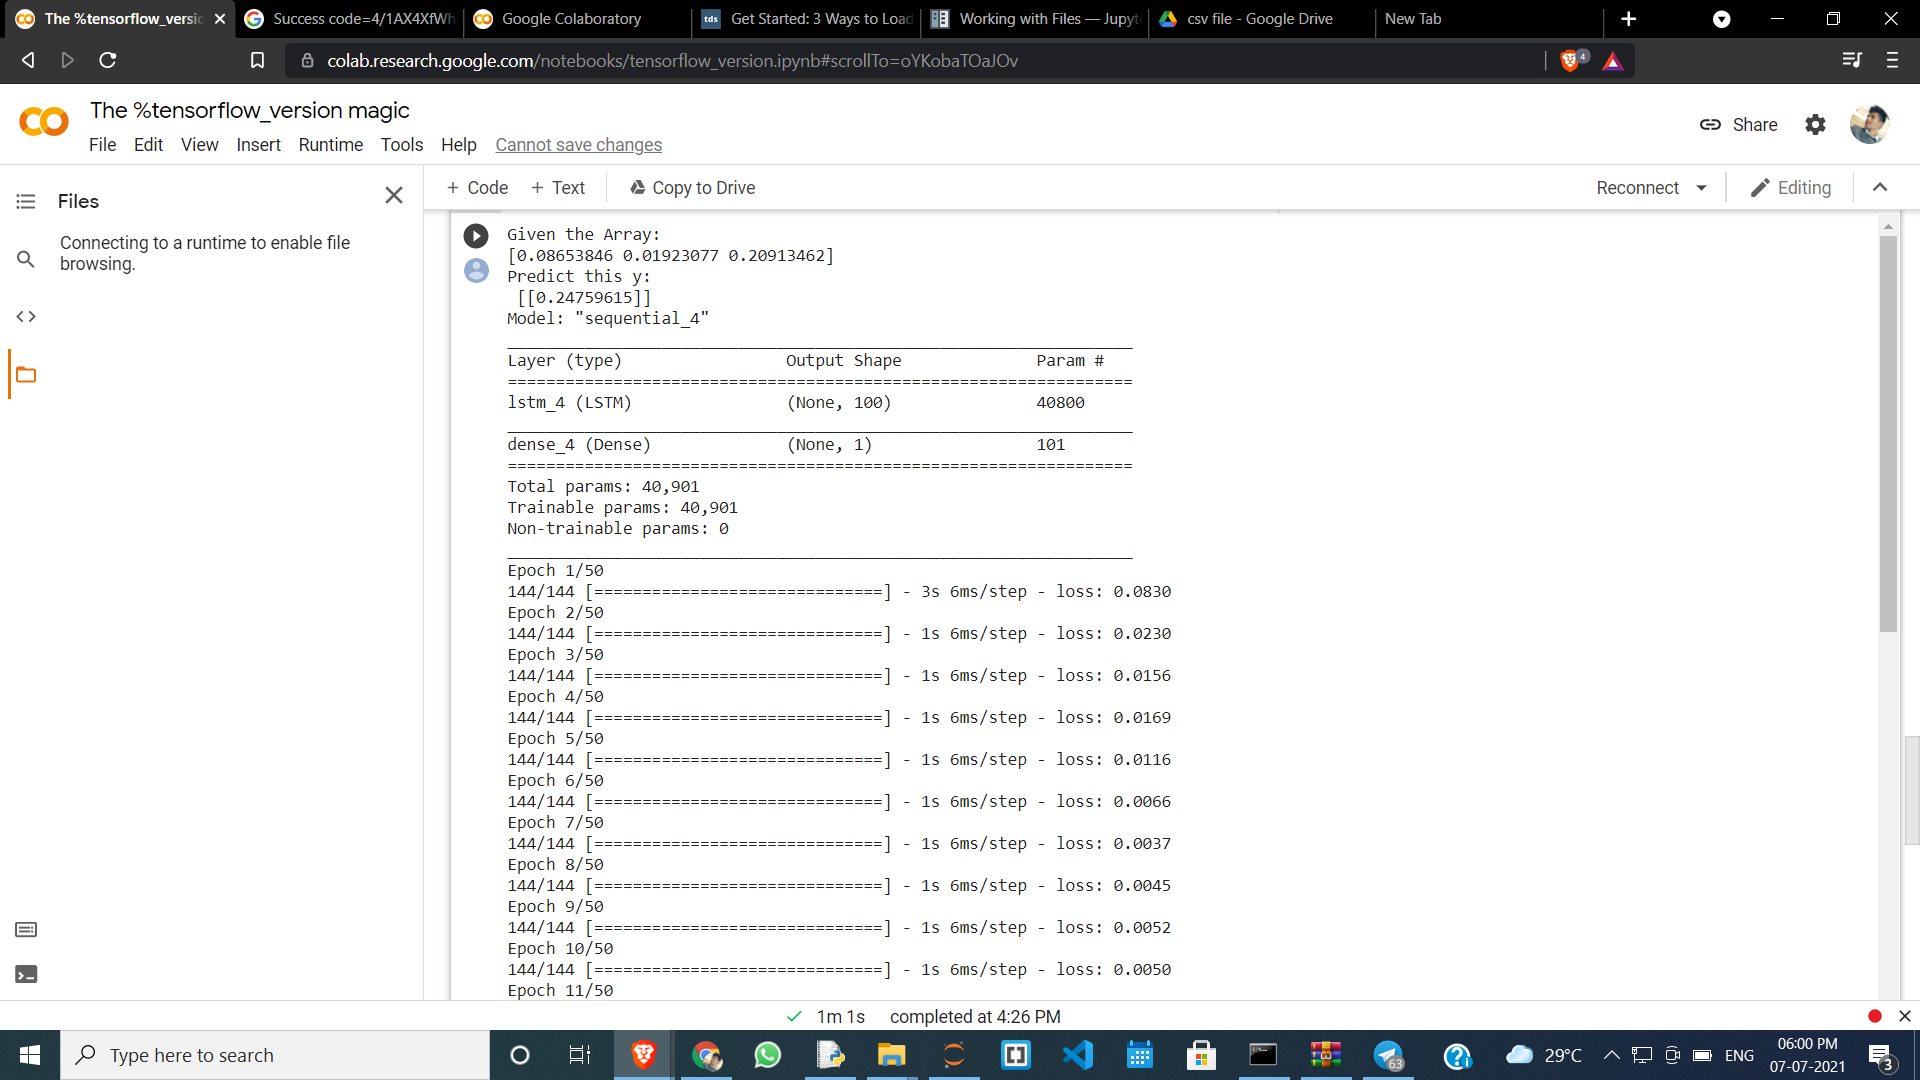 The %tensorflow_versic
Success code=4/1AX4XfWh
Google Colaboratory
tds
Get Started: 3 Ways to Load
Working with Files — Jupyt
csv file - Google Drive
New Tab
colab.research.google.com/notebooks/tensorflow_version.ipynb#scrollTo=oYKobaTOaJOv
4
The %tensorflow_version magic
File Edit View Insert Runtime Tools Help Cannot save changes
Share
Files
Connecting to a runtime to enable file
browsing.
+ Code + Text Copy to Drive
Reconnect
Editing
Given the Array:
[0.08653846 0.01923077 0.20913462]
Predict this y:
[[0.24759615]]
Model: "sequential_4"
_________________________________________________________________
Layer (type) Output Shape Param #
=================================================================
lstm_4 (LSTM) (None, 100) 40800
_________________________________________________________________
dense_4 (Dense) (None, 1) 101
=================================================================
Total params: 40,901
Trainable params: 40,901
Non-trainable params: 0
_________________________________________________________________
Epoch 1/50
144/144 [==============================] - 3s 6ms/step - loss: 0.0830
Epoch 2/50
144/144 [==============================] - 1s 6ms/step - loss: 0.0230
Epoch 3/50
144/144 [==============================] - 1s 6ms/step - loss: 0.0156
Epoch 4/50
144/144 [==============================] - 1s 6ms/step - loss: 0.0169
Epoch 5/50
144/144 [==============================] - 1s 6ms/step - loss: 0.0116
Epoch 6/50
144/144 [==============================] - 1s 6ms/step - loss: 0.0066
Epoch 7/50
144/144 [==============================] - 1s 6ms/step - loss: 0.0037
Epoch 8/50
144/144 [==============================] - 1s 6ms/step - loss: 0.0045
Epoch 9/50
144/144 [==============================] - 1s 6ms/step - loss: 0.0052
Epoch 10/50
144/144 [==============================] - 1s 6ms/step - loss: 0.0050
Epoch 11/50
1m 1s completed at 4:26 PM
Type here to search
63
29°C
ENG
06:00 PM
07-07-2021
3